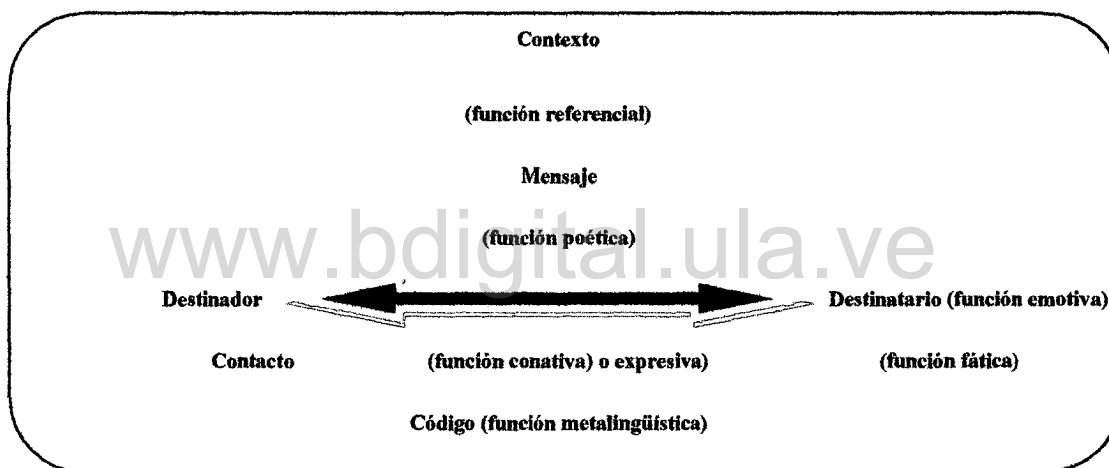 Contexto
(función referencial)
Mensaje
(función poética)
www.bdigital.ula.ve
Destinador Destinatario (función emotiva)
Contacto (función conativa) o expresiva) (función fática)
Código (función metalingüística)